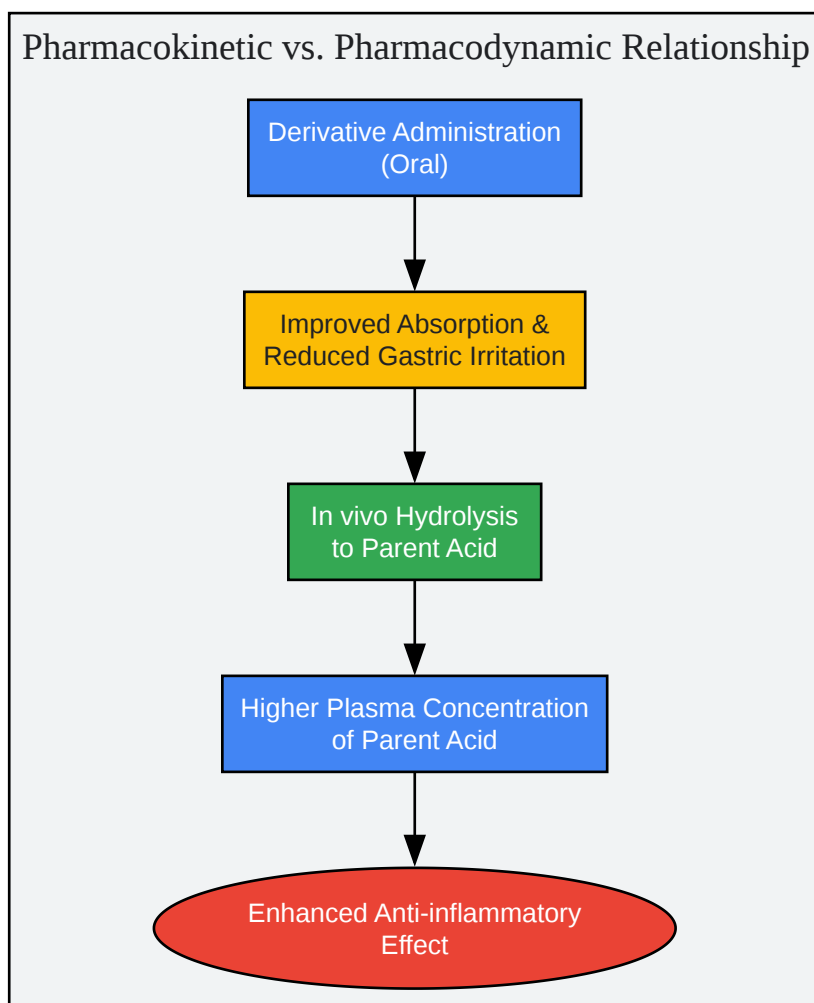 Pharmacokinetic vs. Pharmacodynamic Relationship
Derivative Administration
(Oral)
Improved Absorption &
Reduced Gastric Irritation
In vivo Hydrolysis
to Parent Acid
Higher Plasma Concentration
of Parent Acid
Enhanced Anti-inflammatory
Effect